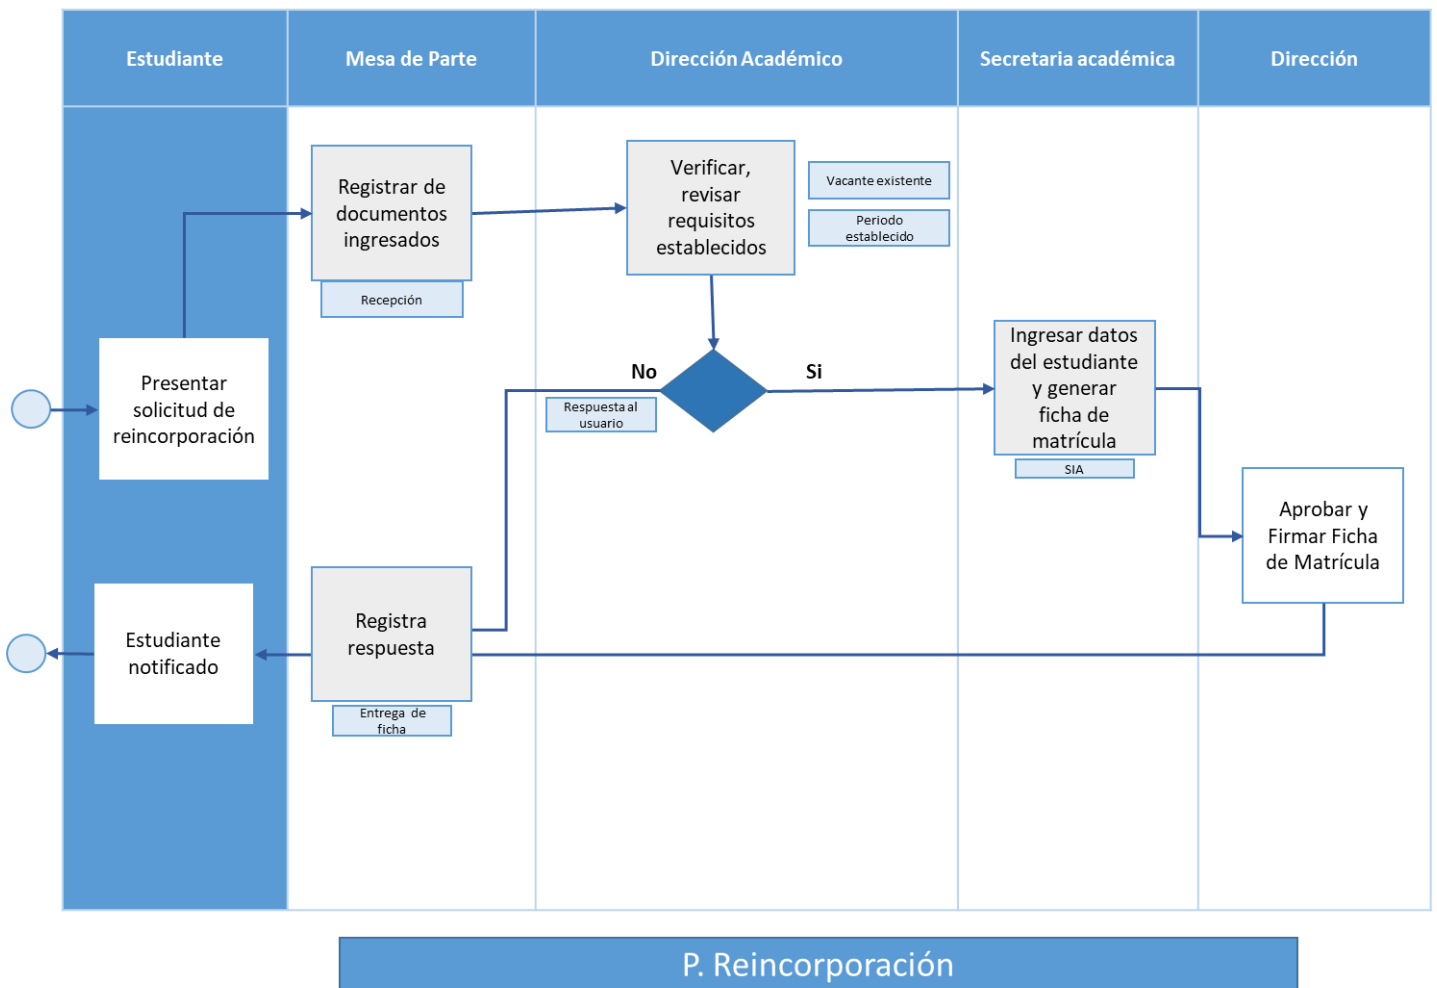 Estudiante
Mesa de Parte
Dirección Académico
Secretaria académica
Dirección
Registrar de
documentos
ingresados
Recepción
Verificar,
revisar
requisitos
establecidos
Vacante existente
Periodo
establecido
Presentar
solicitud de
reincorporación
No
Si
Respuesta al
usuario
Ingresar datos
del estudiante
y generar
ficha de
matrícula
SIA
Aprobar y
Firmar Ficha
de Matrícula
Estudiante
notificado
Registra
respuesta
Entrega de
ficha
P. Reincorporación